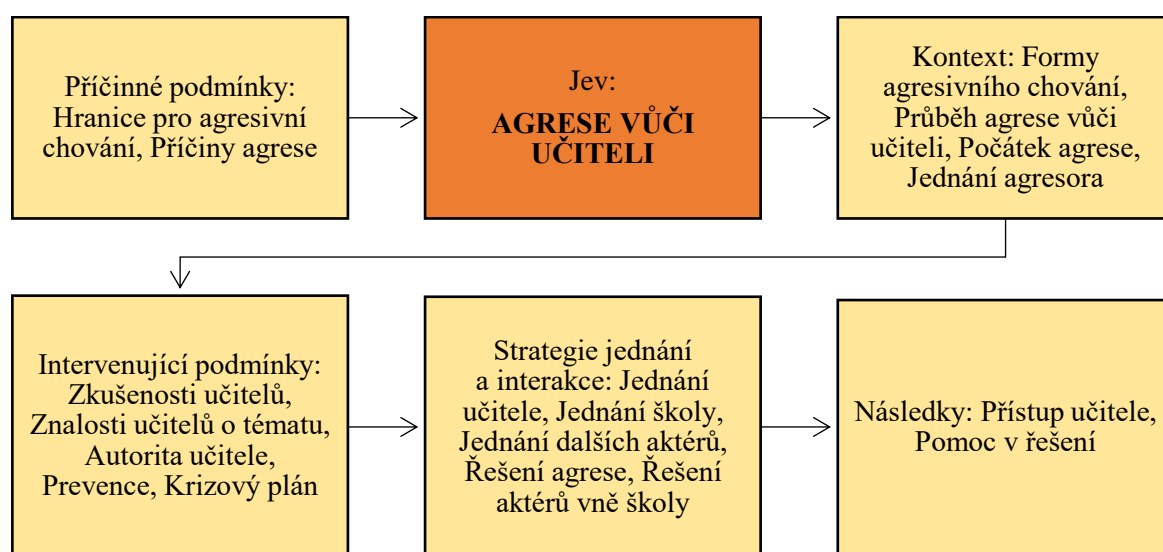 Příčinné podmínky:
Hranice pro agresivní
chování, Příčiny agrese
Jev:
AGRESE VŮČI
UČITELI
Kontext: Formy
agresivního chování,
Průběh agrese vůči
učiteli, Počátek agrese,
Jednání agresora
Intervenující podmínky:
Zkušenosti učitelů,
Znalosti učitelů o tématu,
Autorita učitele,
Prevence, Krizový plán
Strategie jednání
a interakce: Jednání
učitele, Jednání školy,
Jednání dalších aktérů,
Řešení agrese, Řešení
aktérů vně školy
Následky: Přístup učitele,
Pomoc v řešení